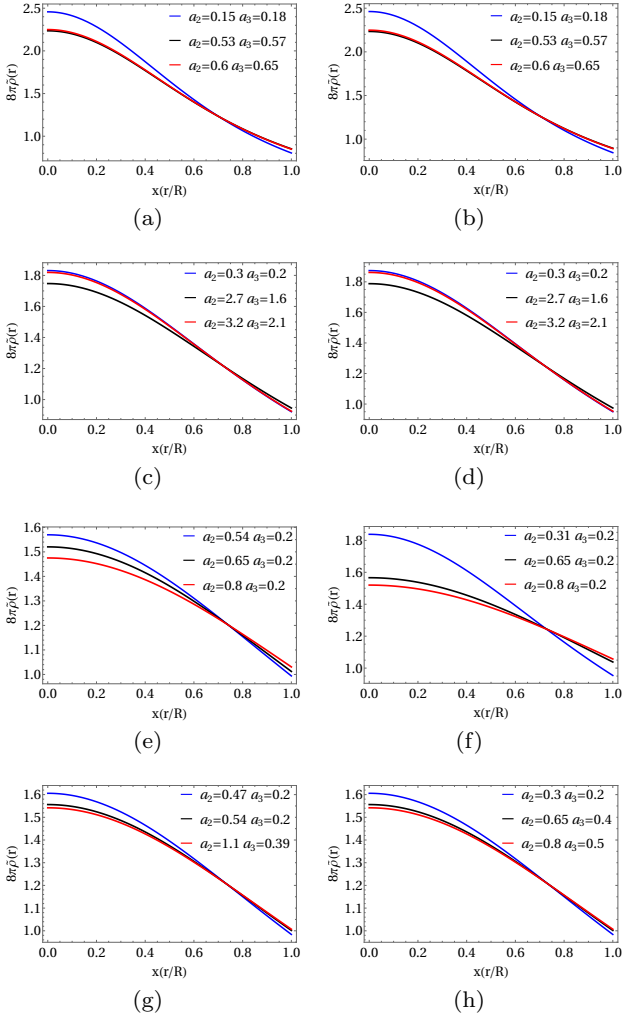 2.5
2.0
1.5
1.0
8πρ̃(r)
a2=0.15 a3=0.18
a2=0.53 a3=0.57
a2=0.6 a3=0.65
0.0 0.2 0.4 0.6 0.8 1.0
x(r/R)
(a)
2.5
2.0
1.5
1.0
8πρ̃(r)
a2=0.15 a3=0.18
a2=0.53 a3=0.57
a2=0.6 a3=0.65
0.0 0.2 0.4 0.6 0.8 1.0
x(r/R)
(b)
1.8
1.6
1.4
1.2
1.0
8πρ̃(r)
a2=0.3 a3=0.2
a2=2.7 a3=1.6
a2=3.2 a3=2.1
0.0 0.2 0.4 0.6 0.8 1.0
x(r/R)
(c)
1.8
1.6
1.4
1.2
1.0
8πρ̃(r)
a2=0.3 a3=0.2
a2=2.7 a3=1.6
a2=3.2 a3=2.1
0.0 0.2 0.4 0.6 0.8 1.0
x(r/R)
(d)
1.6
1.5
1.4
1.3
1.2
1.1
1.0
8πρ̃(r)
a2=0.54 a3=0.2
a2=0.65 a3=0.2
a2=0.8 a3=0.2
0.0 0.2 0.4 0.6 0.8 1.0
x(r/R)
(e)
1.8
1.6
1.4
1.2
1.0
8πρ̃(r)
a2=0.31 a3=0.2
a2=0.65 a3=0.2
a2=0.8 a3=0.2
0.0 0.2 0.4 0.6 0.8 1.0
x(r/R)
(f)
1.6
1.5
1.4
1.3
1.2
1.1
1.0
8πρ̃(r)
a2=0.47 a3=0.2
a2=0.54 a3=0.2
a2=1.1 a3=0.39
0.0 0.2 0.4 0.6 0.8 1.0
x(r/R)
(g)
1.6
1.5
1.4
1.3
1.2
1.1
1.0
8πρ̃(r)
a2=0.3 a3=0.2
a2=0.65 a3=0.4
a2=0.8 a3=0.5
0.0 0.2 0.4 0.6 0.8 1.0
x(r/R)
(h)